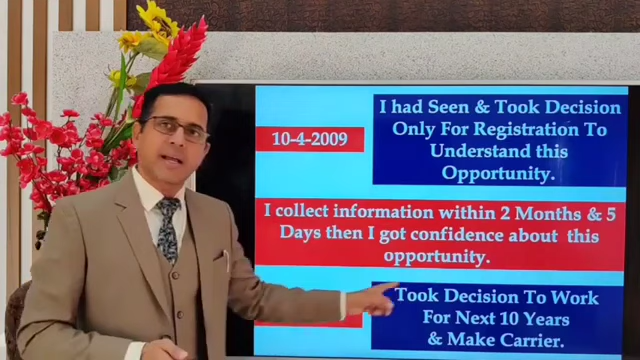 10-4-2009
I had Seen & Took Decision
Only For Registration To
Understand this
Opportunity.
I collect information within 2 Months & 5
Days then I got confidence about this
opportunity.
Took Decision To Work
For Next 10 Years
& Make Carrier.